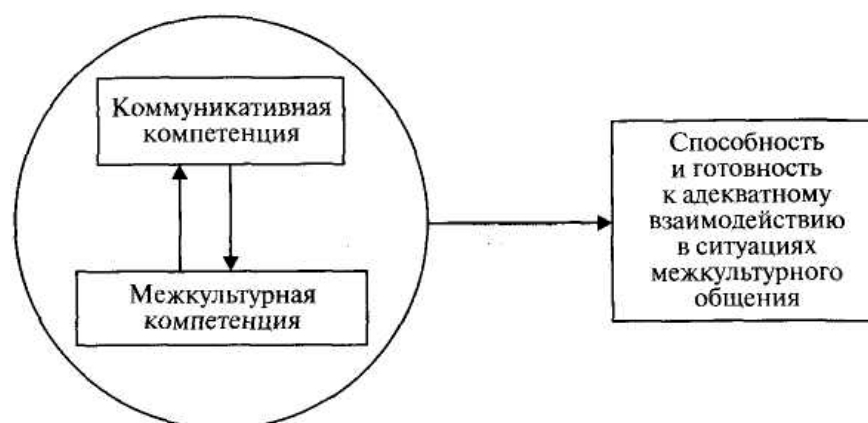 Коммуникативная
компетенция
Межкультурная
компетенция
Способность
и готовность
к адекватному
взаимодействию
в ситуациях
межкультурного
общения